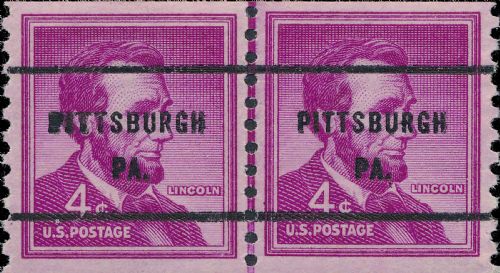 PITTSBURGH PITTSBURGH
PA. PA.
LINCOLN LINCOLN
4¢ 4¢
U.S. POSTAGE U.S. POSTAGE